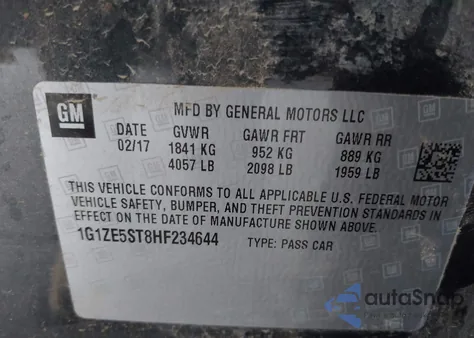 GM
MFD BY GENERAL MOTORS LLC
DATE GVWR GAWR FRT GAWR RR
02/17 1841 KG 952 KG 889 KG
4057 LB 2098 LB 1959 LB
THIS VEHICLE CONFORMS TO ALL APPLICABLE U.S. FEDERAL MOTOR
VEHICLE SAFETY, BUMPER, AND THEFT PREVENTION STANDARDS IN
EFFECT ON THE DATE OF MANUFACTURE SHOWN ABOVE.
1G1ZE5ST8HF234644 TYPE: PASS CAR
autoSnap